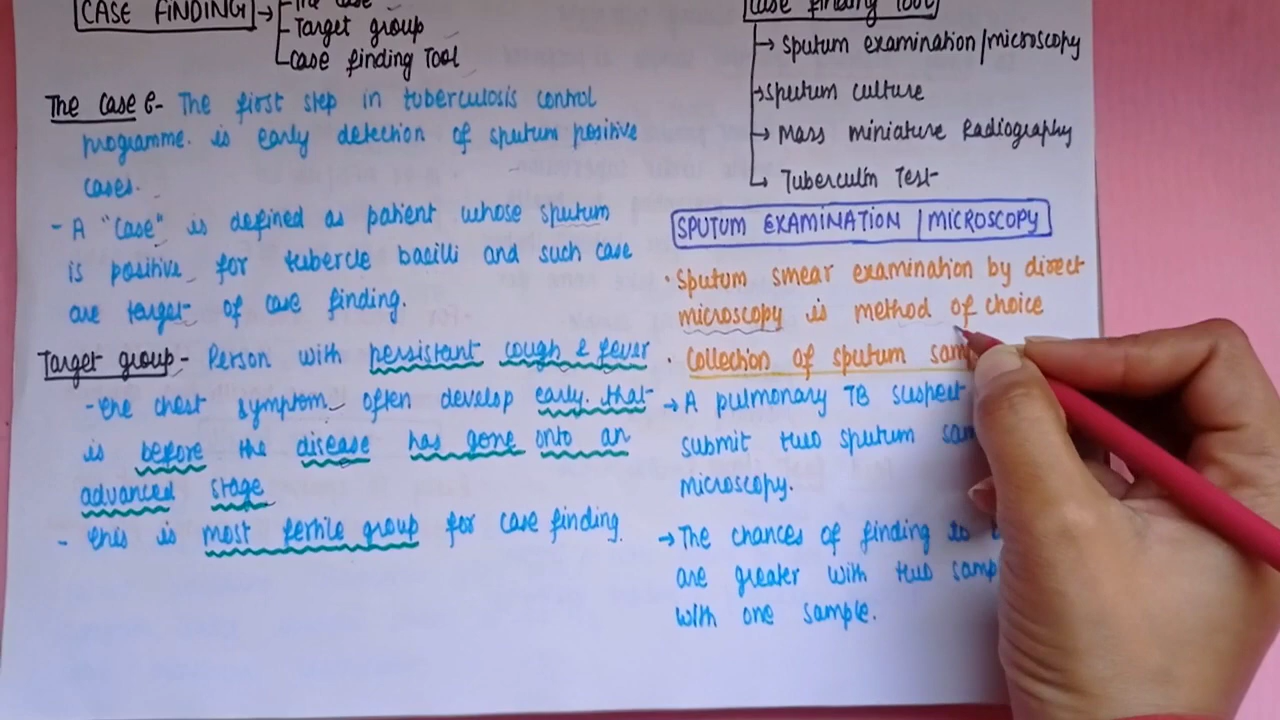 CASE FINDING → - The case
- Target group
- Case finding Tool
The Case :- The first step in tuberculosis control
programme. is early detection of sputum positive
cases.
- A "Case" is defined as patient whose sputum
is positive for tubercle bacilli and such case
are target of case finding.
Target group - Person with persistant cough & fever
- the chest symptom often develop early. that
is before the disease has gone onto an
advanced stage
- this is most fertile group for case finding.
Case finding Tool
→ Sputum examination/microscopy
→ Sputum culture
→ Mass miniature Radiography
→ Tuberculin Test
SPUTUM EXAMINATION / MICROSCOPY
• Sputum smear examination by direct
microscopy is method of choice
• Collection of sputum sam
→ A pulmonary TB suspect
submit two sputum sam
microscopy.
→ The chances of finding
are greater with two samp
with one sample.